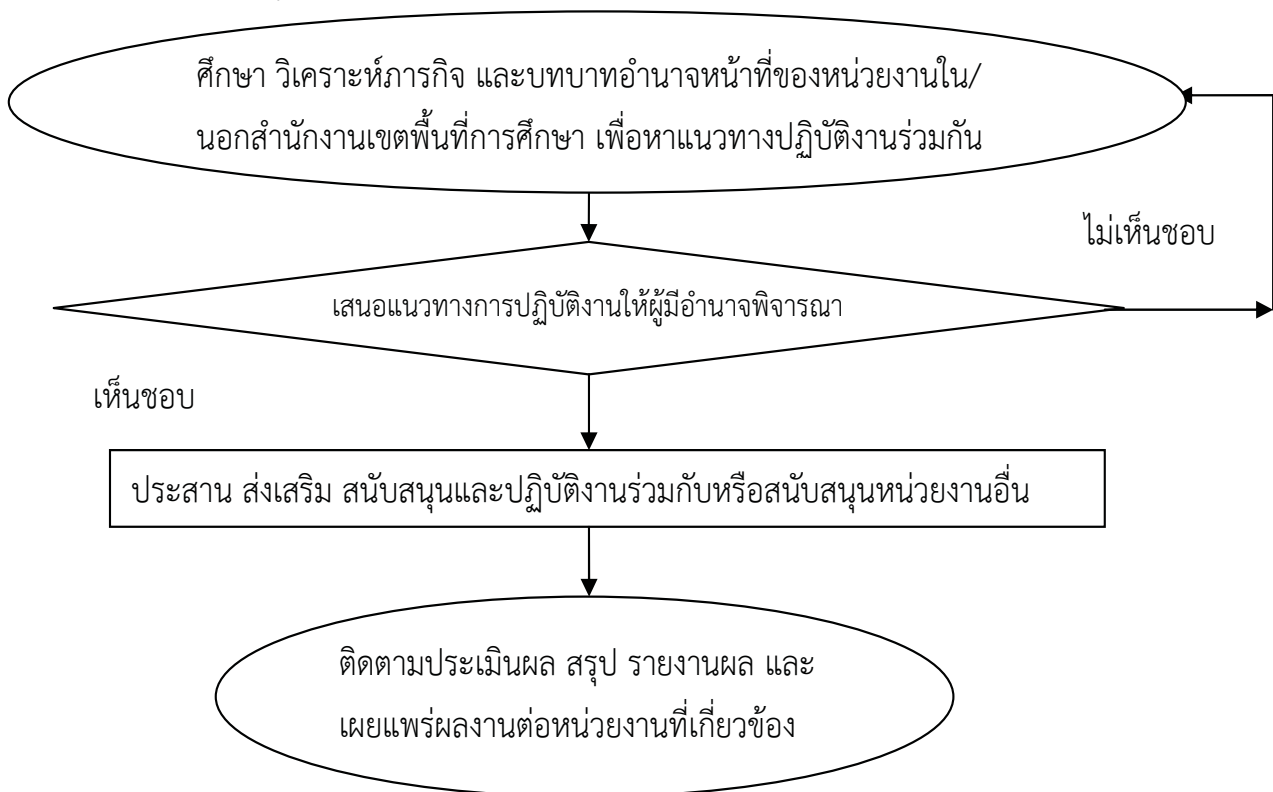 ศึกษา วิเคราะห์ภารกิจ และบทบาทอำนาจหน้าที่ของหน่วยงานใน/
นอกสำนักงานเขตพื้นที่การศึกษา เพื่อหาแนวทางปฏิบัติงานร่วมกัน
ไม่เห็นชอบ
เสนอแนวทางการปฏิบัติงานให้ผู้มีอำนาจพิจารณา
เห็นชอบ
ประสาน ส่งเสริม สนับสนุนและปฏิบัติงานร่วมกับหรือสนับสนุนหน่วยงานอื่น
ติดตามประเมินผล สรุป รายงานผล และ
เผยแพร่ผลงานต่อหน่วยงานที่เกี่ยวข้อง